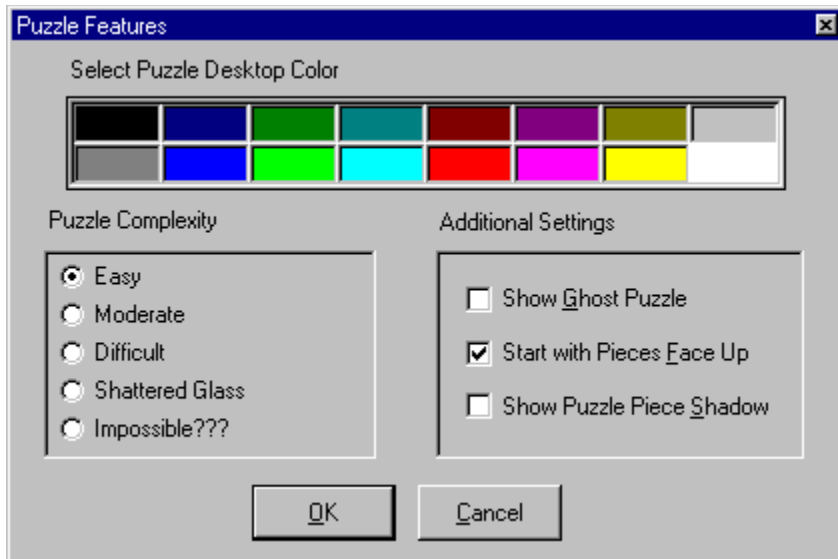 Puzzle Features
Select Puzzle Desktop Color
Puzzle Complexity
Easy
Moderate
Difficult
Shattered Glass
Impossible???
Additional Settings
Show Ghost Puzzle
Start with Pieces Face Up
Show Puzzle Piece Shadow
OK
Cancel